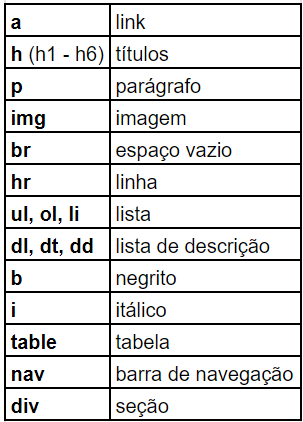 a link
h (h1 - h6) títulos
p parágrafo
img imagem
br espaço vazio
hr linha
ul, ol, li lista
dl, dt, dd lista de descrição
b negrito
i itálico
table tabela
nav barra de navegação
div seção